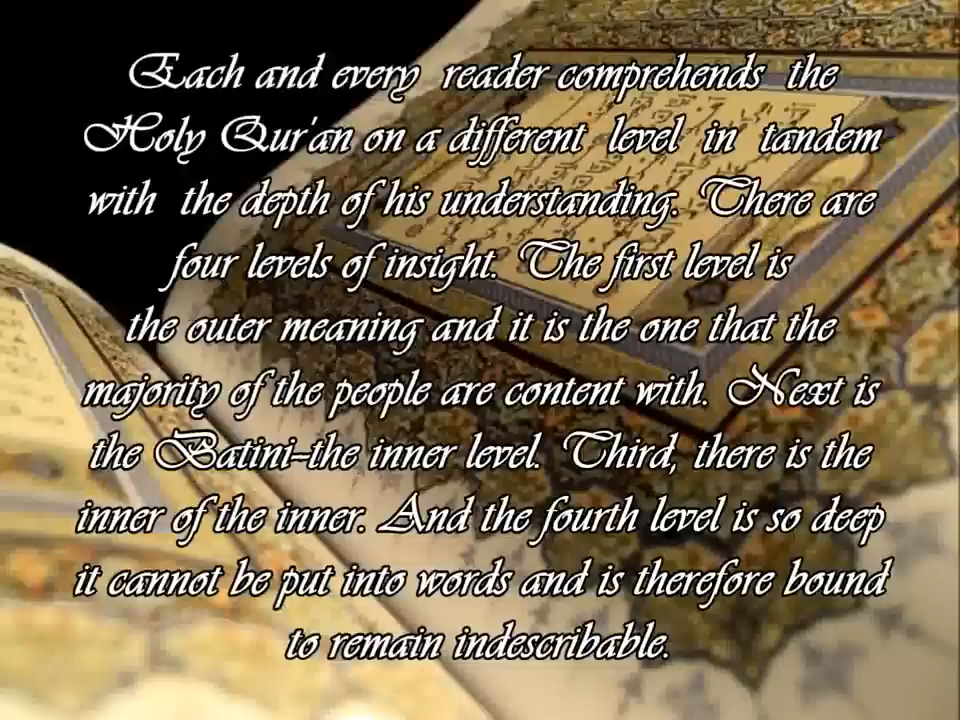 Each and every reader comprehends the
Holy Qur'an on a different level in tandem
with the depth of his understanding. There are
four levels of insight. The first level is
the outer meaning and it is the one that the
majority of the people are content with. Next is
the Batini–the inner level. Third, there is the
inner of the inner. And the fourth level is so deep
it cannot be put into words and is therefore bound
to remain indescribable.